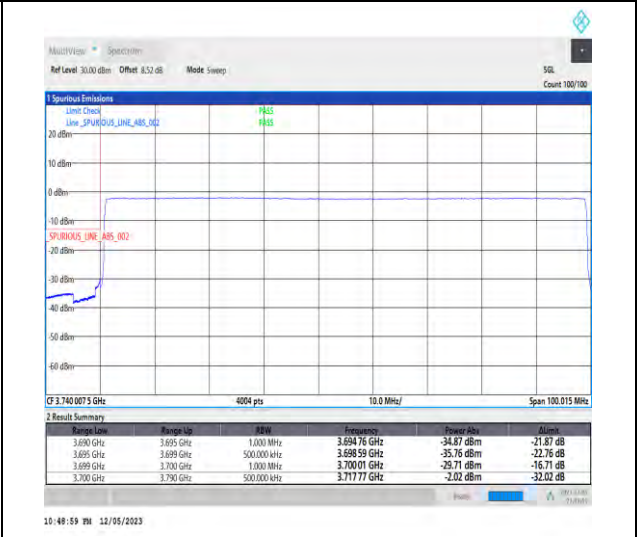 MultiView Spectrum
Ref Level 30.00 dBm Offset 8.52 dB Mode Sweep SGL
Count 100/100
1 Spurious Emissions
Limit Check PASS
Line _SPURIOUS_LINE_ABS_002 PASS
20 dBm
10 dBm
0 dBm
-10 dBm
_SPURIOUS_LINE_ABS_002
-20 dBm
-30 dBm
-40 dBm
-50 dBm
-60 dBm
CF 3.740 007 5 GHz 4004 pts 10.0 MHz/ Span 100.015 MHz
2 Result Summary
Range Low Range Up RBW Frequency Power Abs ΔLimit
3.690 GHz 3.695 GHz 1.000 MHz 3.694 76 GHz -34.87 dBm -21.87 dB
3.695 GHz 3.699 GHz 500.000 kHz 3.698 59 GHz -35.76 dBm -22.76 dB
3.699 GHz 3.700 GHz 1.000 MHz 3.700 01 GHz -29.71 dBm -16.71 dB
3.700 GHz 3.790 GHz 500.000 kHz 3.717 77 GHz -2.02 dBm -32.02 dB
10:48:59 PM 12/05/2023